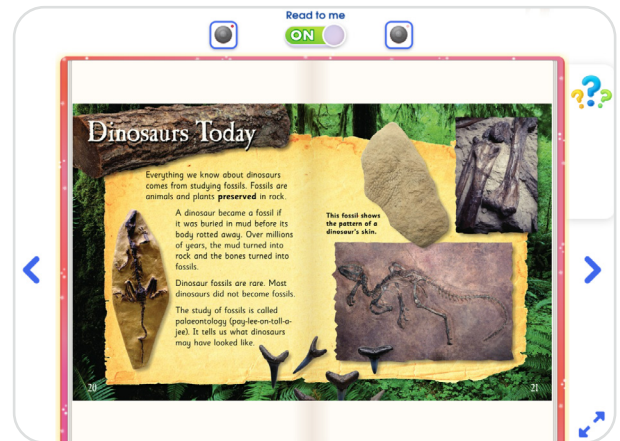 Read to me
ON
Dinosaurs Today
Everything we know about dinosaurs
comes from studying fossils. Fossils are
animals and plants preserved in rock.
A dinosaur became a fossil if
it was buried in mud before its
body rotted away. Over millions
of years, the mud turned into
rock and the bones turned into
fossils.
Dinosaur fossils are rare. Most
dinosaurs did not become fossils.
The study of fossils is called
palaeontology (pay-lee-on-toll-o-
jee). It tells us what dinosaurs
may have looked like.
This fossil shows
the pattern of a
dinosaur's skin.
20
21
???